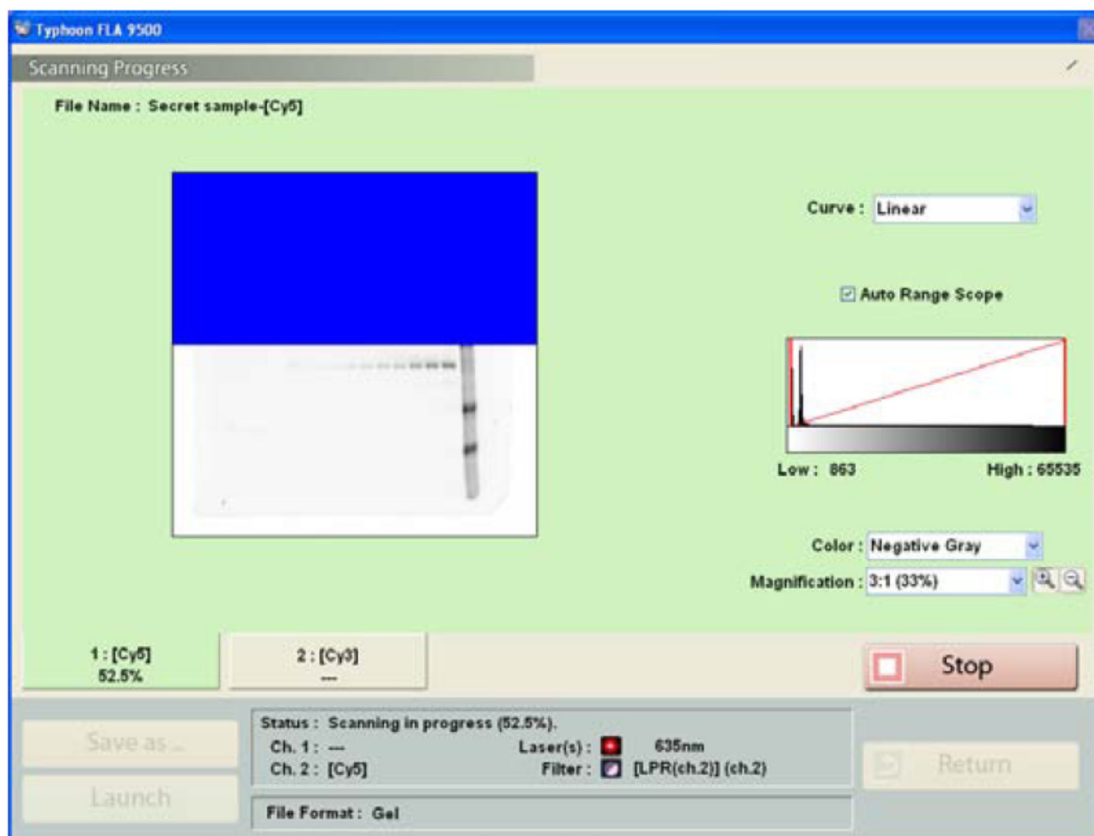 Typhoon FLA 9500
Scanning Progress
File Name : Secret sample-[Cy5]
Curve : Linear
Auto Range Scope
Low : 863 High : 65535
Color : Negative Gray
Magnification : 3:1 (33%)
1 : [Cy5]
52.5%
2 : [Cy3]
---
Stop
Save as ..
Launch
Status : Scanning in progress (52.5%).
Ch. 1 : --- Laser(s) : 635nm
Ch. 2 : [Cy5] Filter : [LPR(ch.2)] (ch.2)
File Format : Gel
Return